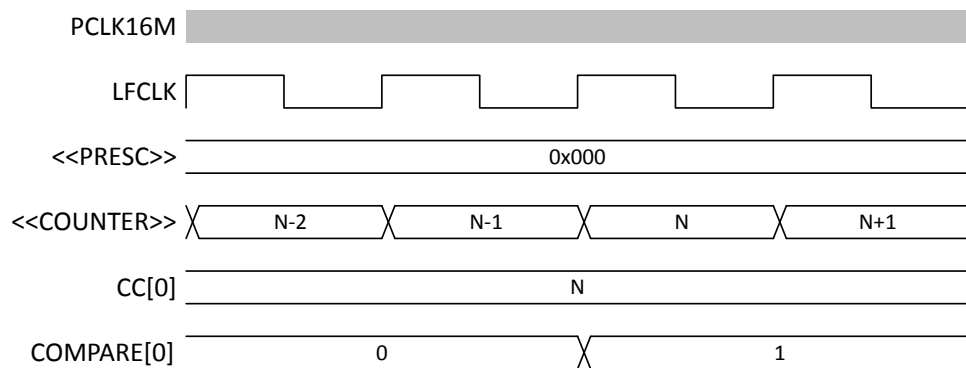 PCLK16M
LFCLK
<<PRESC>> 0x000
<<COUNTER>> N-2 N-1 N N+1
CC[0] N
COMPARE[0] 0 1